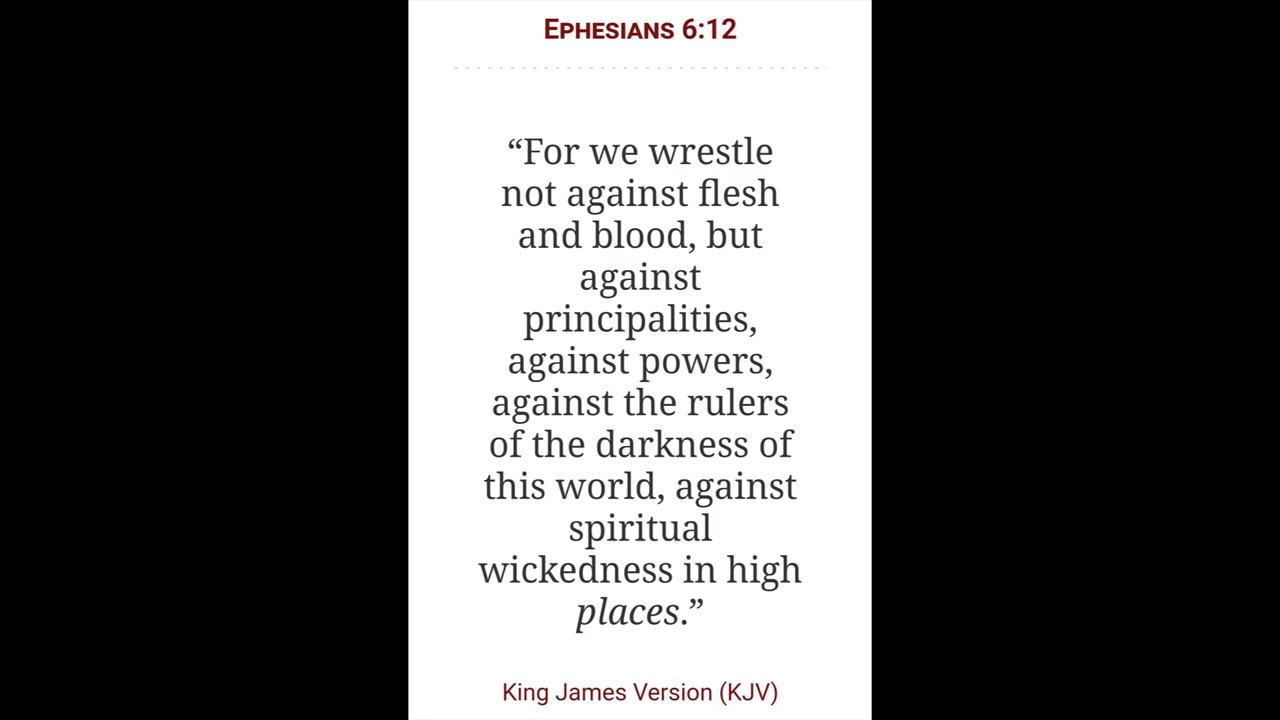 Ephesians 6:12
“For we wrestle
not against flesh
and blood, but
against
principalities,
against powers,
against the rulers
of the darkness of
this world, against
spiritual
wickedness in high
places.”
King James Version (KJV)